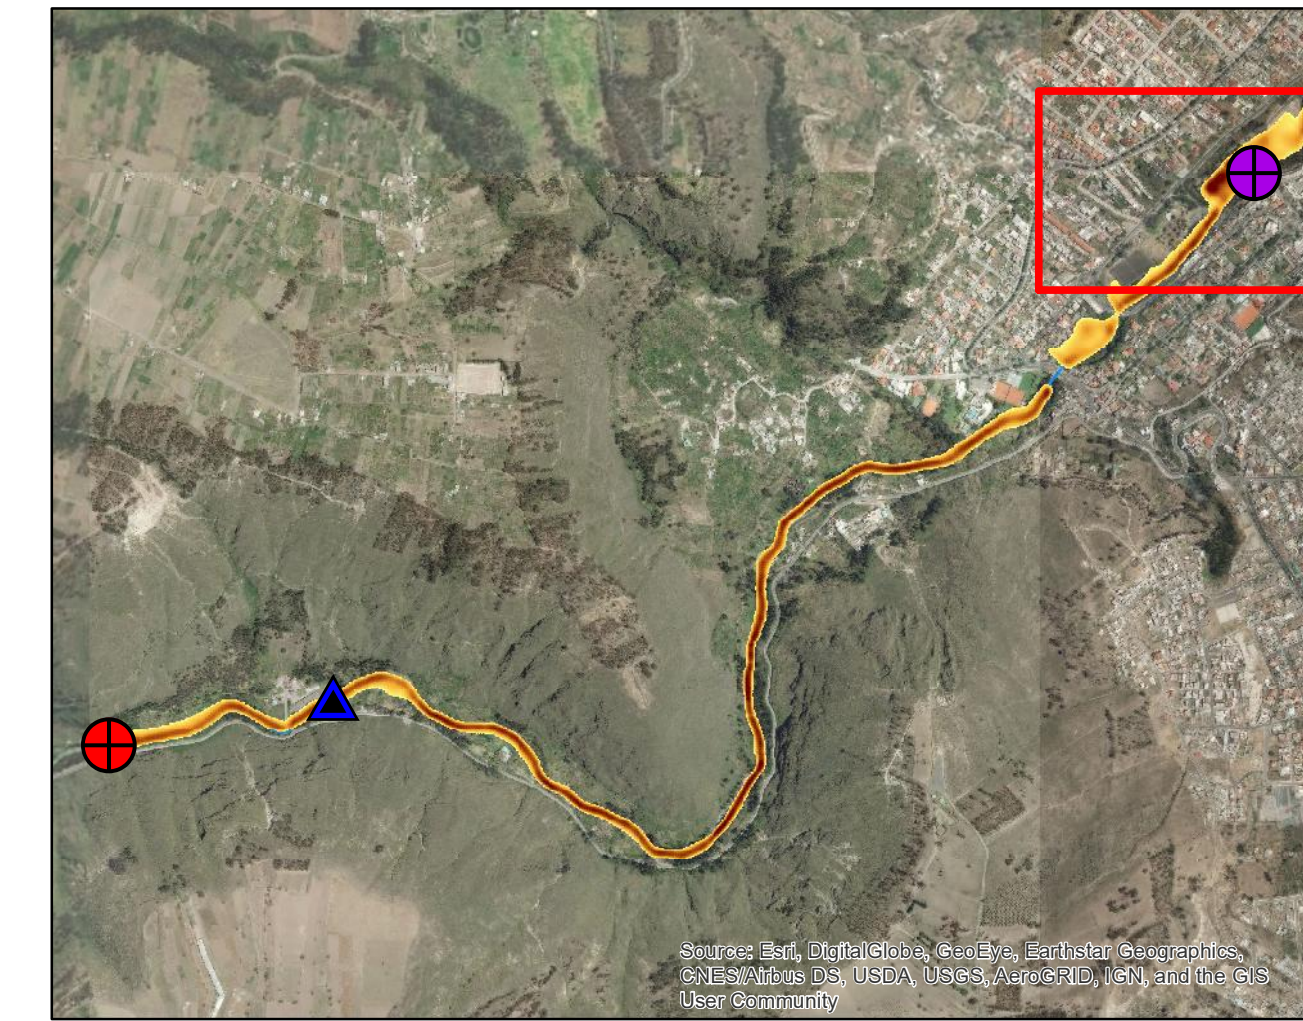 Source: Esri, DigitalGlobe, GeoEye, Earthstar Geographics,
CNES/Airbus DS, USDA, USGS, AeroGRID, IGN, and the GIS
User Community